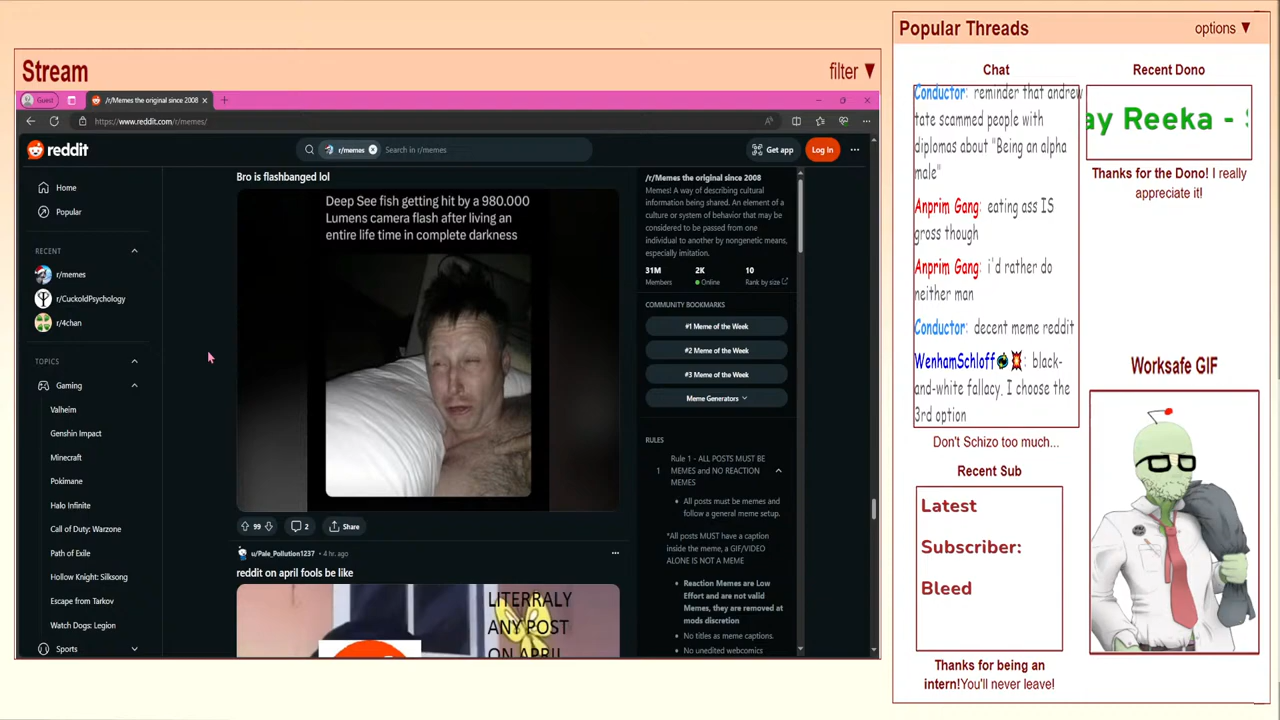 Stream
filter ▼
Guest
/r/Memes the original since 2008
https://www.reddit.com/r/memes/
reddit
r/memes
Search in r/memes
Get app
Log In
Home
Popular
RECENT
r/memes
r/CuckoldPsychology
r/4chan
TOPICS
Gaming
Valheim
Genshin Impact
Minecraft
Pokimane
Halo Infinite
Call of Duty: Warzone
Path of Exile
Hollow Knight: Silksong
Escape from Tarkov
Watch Dogs: Legion
Sports
Bro is flashbanged lol
Deep See fish getting hit by a 980.000
Lumens camera flash after living an
entire life time in complete darkness
99
2
Share
u/Pale_Pollution1237 • 4 hr. ago
reddit on april fools be like
LITERRALY
ANY POST
ON APRIL
/r/Memes the original since 2008
Memes! A way of describing cultural
information being shared. An element of a
culture or system of behavior that may be
considered to be passed from one
individual to another by nongenetic means,
especially imitation.
31M
Members
2K
Online
10
Rank by size
COMMUNITY BOOKMARKS
#1 Meme of the Week
#2 Meme of the Week
#3 Meme of the Week
Meme Generators
RULES
1
Rule 1 - ALL POSTS MUST BE
MEMES and NO REACTION
MEMES
• All posts must be memes and
follow a general meme setup.
*All posts MUST have a caption
inside the meme, a GIF/VIDEO
ALONE IS NOT A MEME
• Reaction Memes are Low
Effort and are not valid
Memes, they are removed at
mods discretion
• No titles as meme captions.
• No unedited webcomics
Popular Threads
options ▼
Chat
Conductor: reminder that andrew
tate scammed people with
diplomas about "Being an alpha
male"
Anprim Gang: eating ass IS
gross though
Anprim Gang: i'd rather do
neither man
Conductor: decent meme reddit
WenhamSchloff: black-
and-white fallacy. I choose the
3rd option
Don't Schizo too much...
Recent Sub
Latest
Subscriber:
Bleed
Thanks for being an
intern!You'll never leave!
Recent Dono
ay Reeka -
Thanks for the Dono! I really
appreciate it!
Worksafe GIF